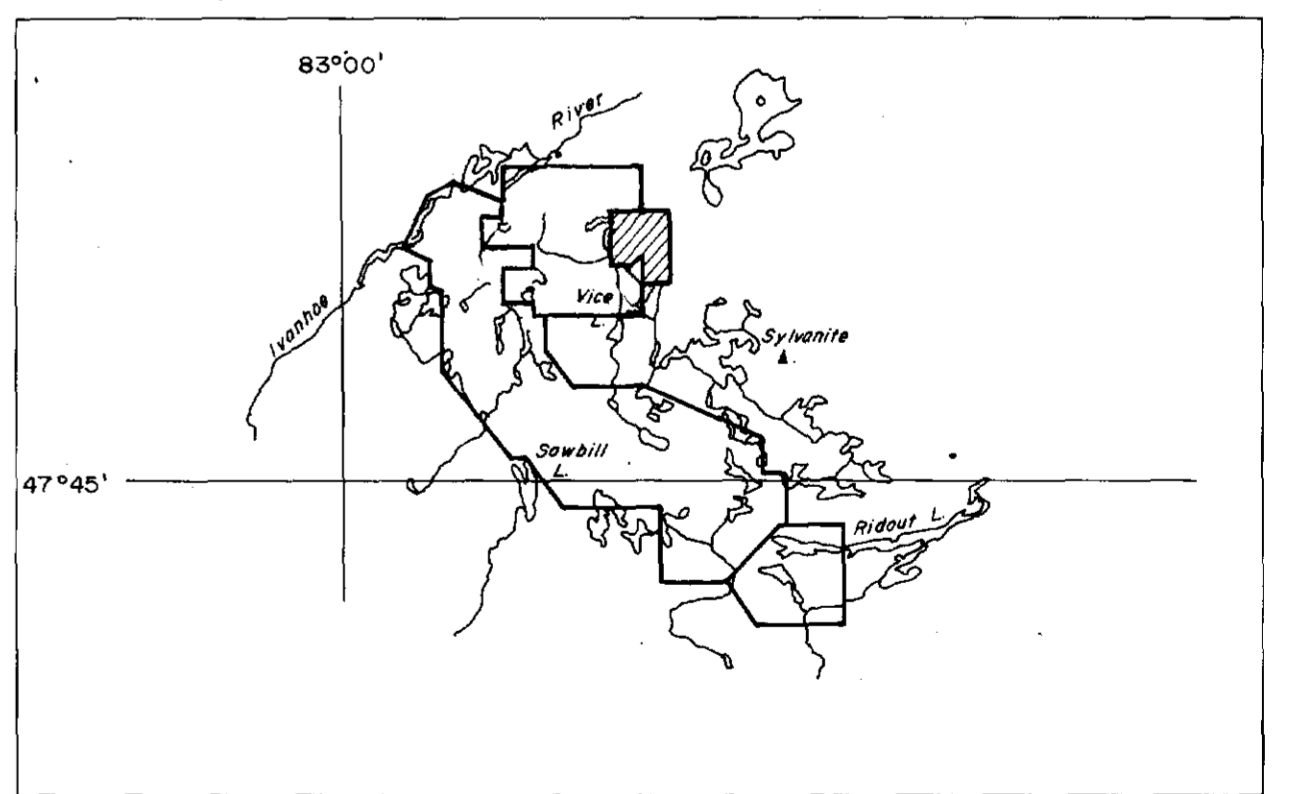 83°00'
River
Ivanhoe
Vice
L.
Sylvanite
Sawbill
L.
47°45'
Ridout L.